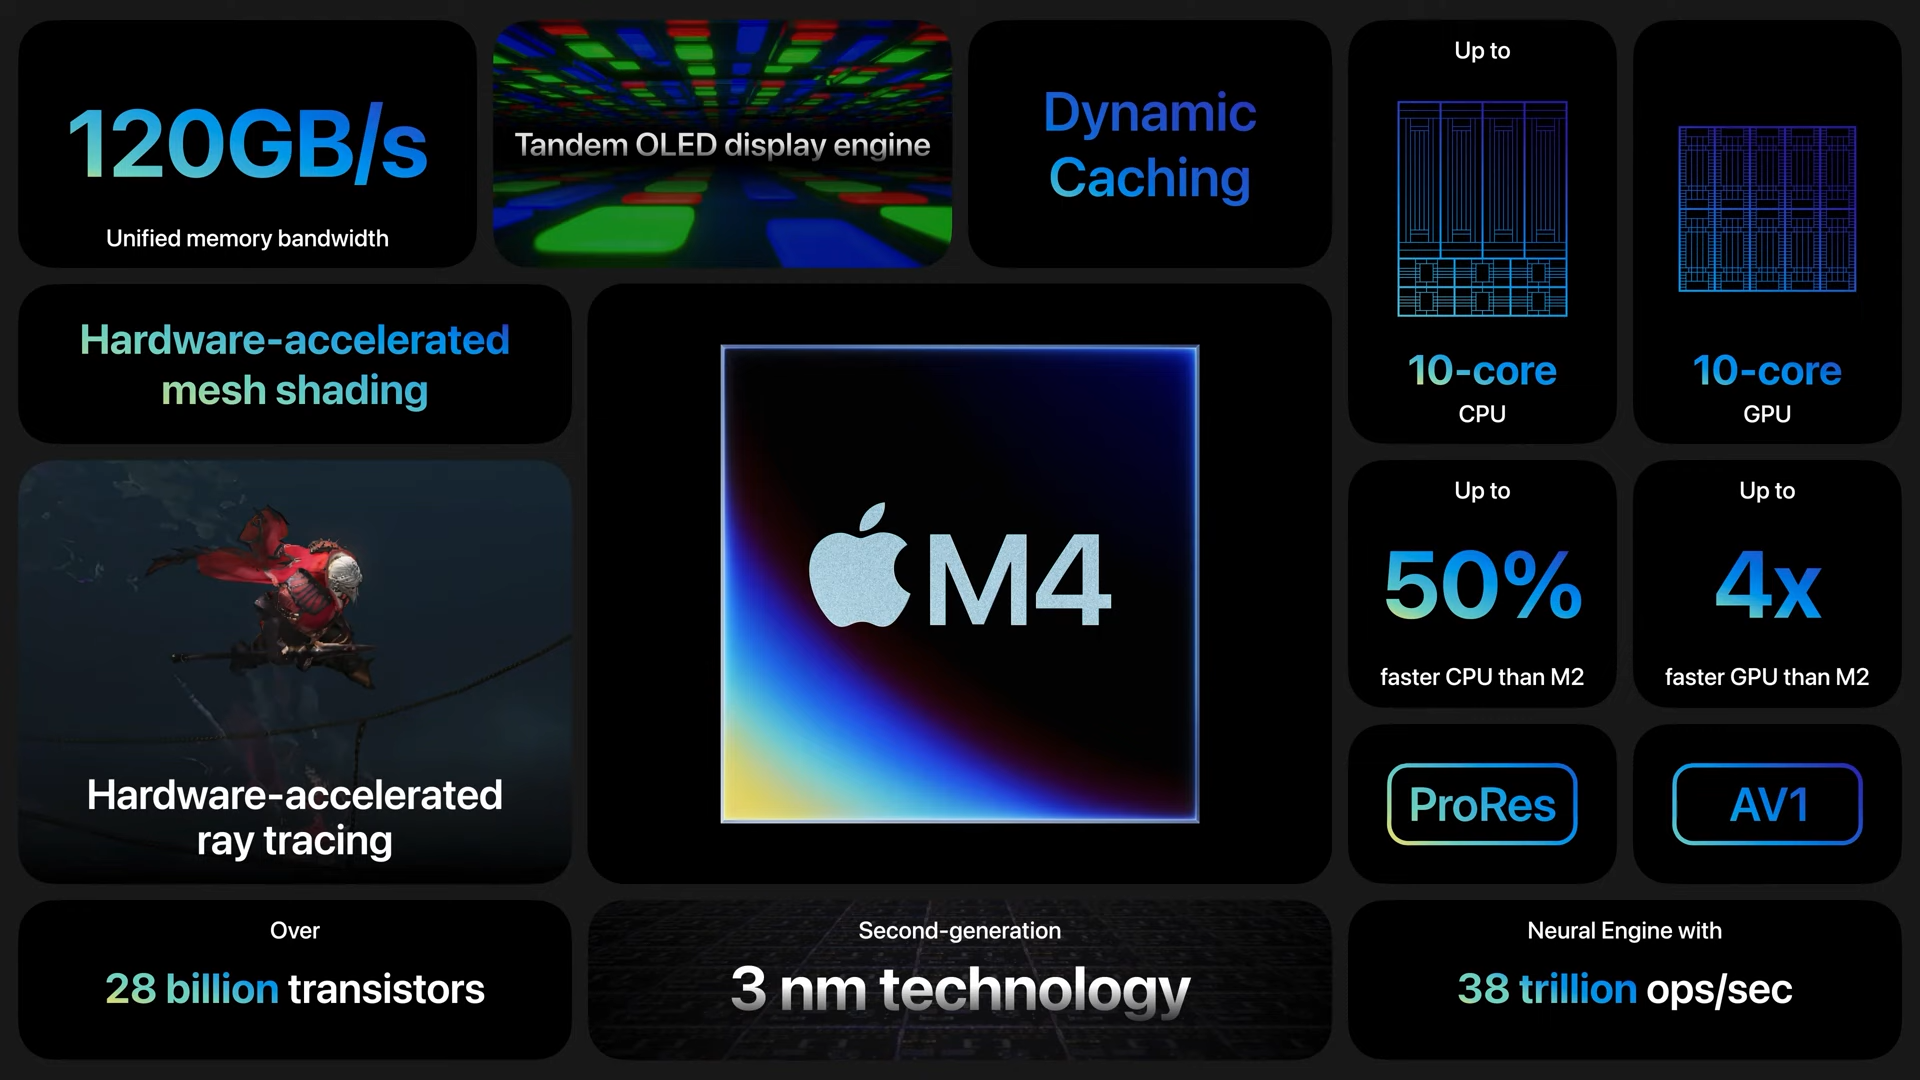 120GB/s
Unified memory bandwidth
Tandem OLED display engine
Dynamic
Caching
Up to
10-core
CPU
10-core
GPU
Hardware-accelerated
mesh shading
M4
Up to
50%
faster CPU than M2
Up to
4x
faster GPU than M2
Hardware-accelerated
ray tracing
ProRes
AV1
Over
28 billion transistors
Second-generation
3 nm technology
Neural Engine with
38 trillion ops/sec